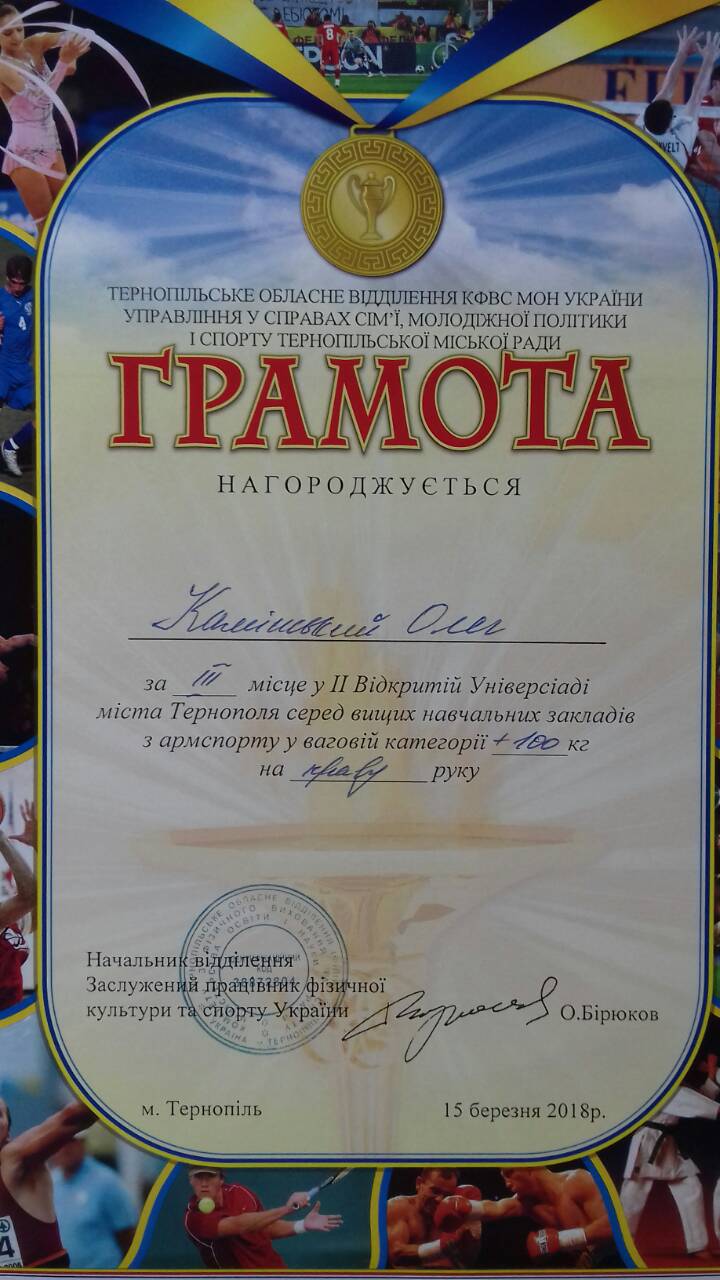 ТЕРНОПІЛЬСЬКЕ ОБЛАСНЕ ВІДДІЛЕННЯ КФВС МОН УКРАЇНИ
УПРАВЛІННЯ У СПРАВАХ СІМ'Ї, МОЛОДІЖНОЇ ПОЛІТИКИ
І СПОРТУ ТЕРНОПІЛЬСЬКОЇ МІСЬКОЇ РАДИ
ГРАМОТА
НАГОРОДЖУЄТЬСЯ
Олег
за III місце у II Відкритій Універсіаді
міста Тернополя серед вищих навчальних закладів
з армспорту у ваговій категорії +100 кг
на праву руку
Начальник відділення
Заслужений працівник фізичної
культури та спорту України
О.Бірюков
м. Тернопіль
15 березня 2018р.